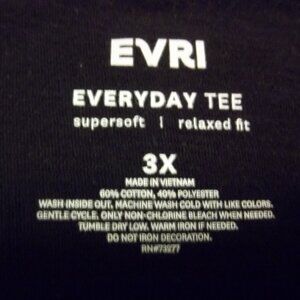 EVRI
EVERYDAY TEE
supersoft | relaxed fit
3X
MADE IN VIETNAM
60% COTTON, 40% POLYESTER
WASH INSIDE OUT. MACHINE WASH COLD WITH LIKE COLORS.
GENTLE CYCLE. ONLY NON-CHLORINE BLEACH WHEN NEEDED.
TUMBLE DRY LOW. WARM IRON IF NEEDED.
DO NOT IRON DECORATION.
RN#73277